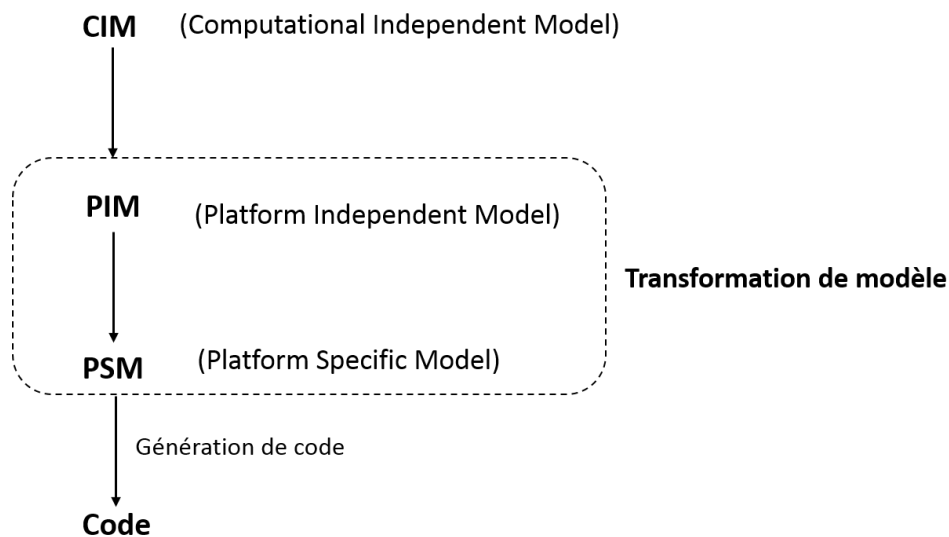 CIM (Computational Independent Model)
PIM (Platform Independent Model)
Transformation de modèle
PSM (Platform Specific Model)
Génération de code
Code